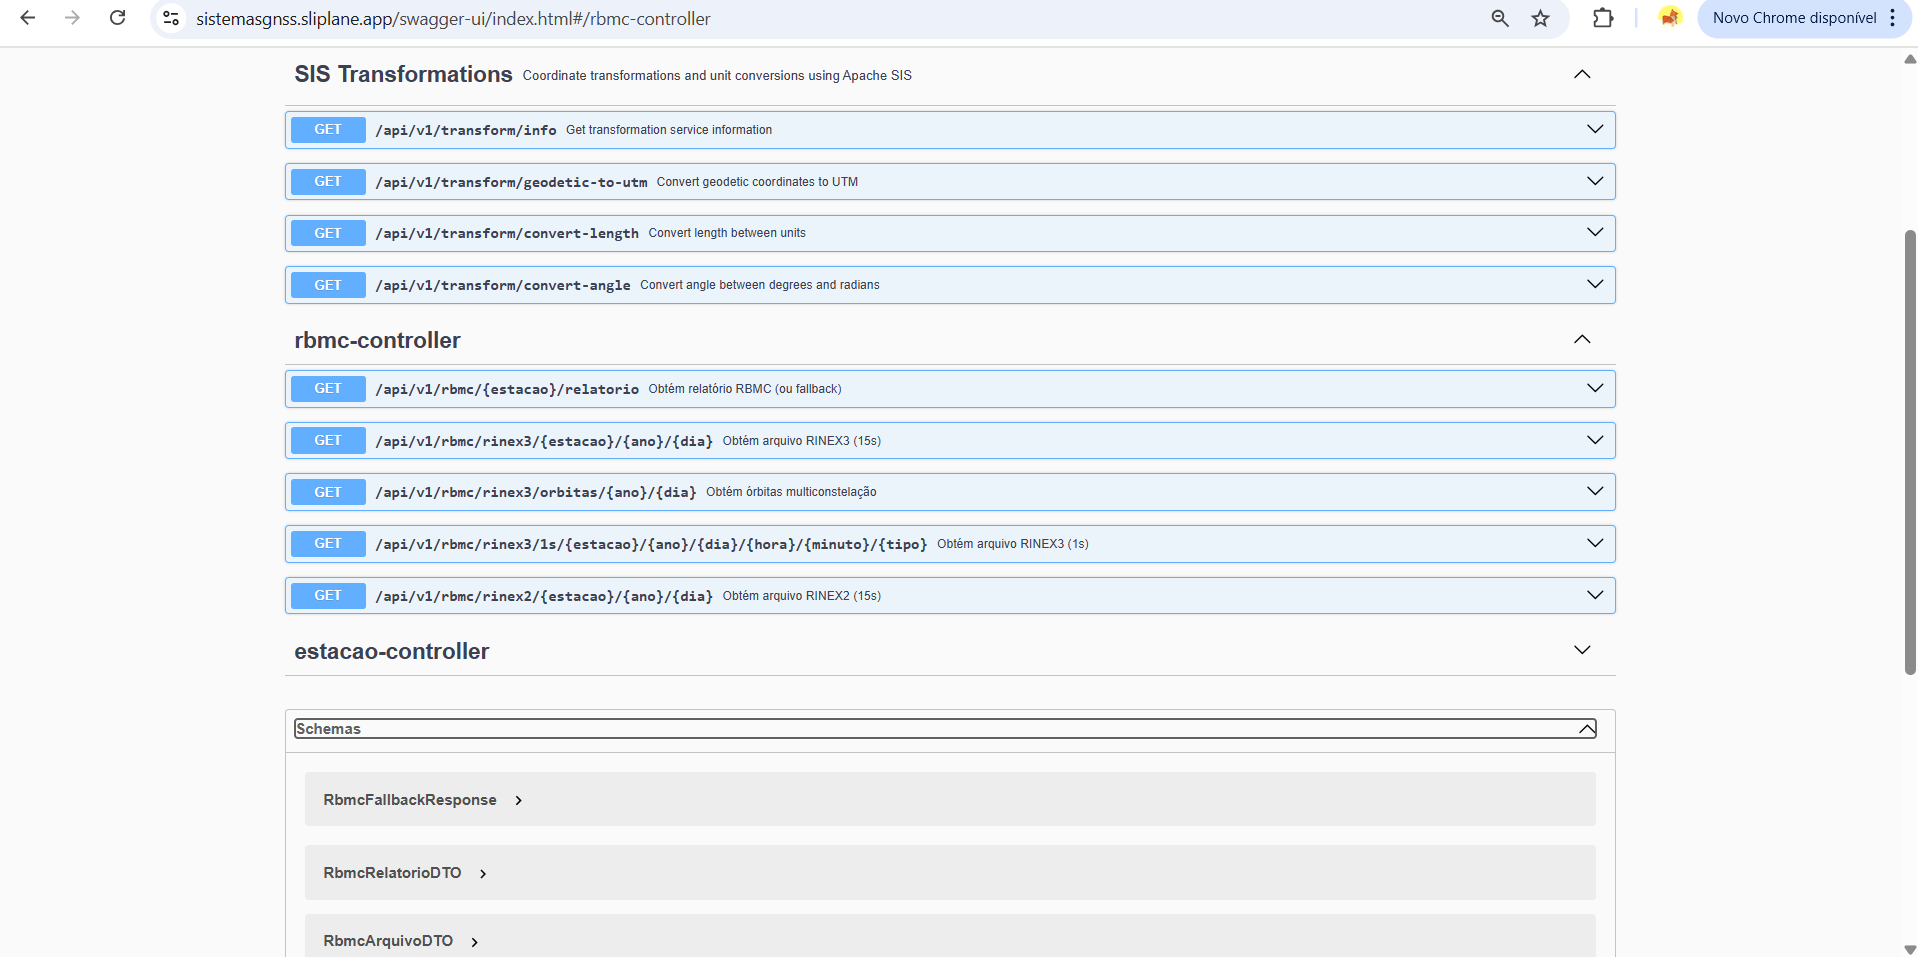 sistemasgnss.sliplane.app/swagger-ui/index.html#/rbmc-controller
Novo Chrome disponível
SIS Transformations Coordinate transformations and unit conversions using Apache SIS
GET /api/v1/transform/info Get transformation service information
GET /api/v1/transform/geodetic-to-utm Convert geodetic coordinates to UTM
GET /api/v1/transform/convert-length Convert length between units
GET /api/v1/transform/convert-angle Convert angle between degrees and radians
rbmc-controller
GET /api/v1/rbmc/{estacao}/relatorio Obtém relatório RBMC (ou fallback)
GET /api/v1/rbmc/rinex3/{estacao}/{ano}/{dia} Obtém arquivo RINEX3 (15s)
GET /api/v1/rbmc/rinex3/orbitas/{ano}/{dia} Obtém órbitas multiconstelação
GET /api/v1/rbmc/rinex3/1s/{estacao}/{ano}/{dia}/{hora}/{minuto}/{tipo} Obtém arquivo RINEX3 (1s)
GET /api/v1/rbmc/rinex2/{estacao}/{ano}/{dia} Obtém arquivo RINEX2 (15s)
estacao-controller
Schemas
RbmcFallbackResponse
RbmcRelatorioDTO
RbmcArquivoDTO